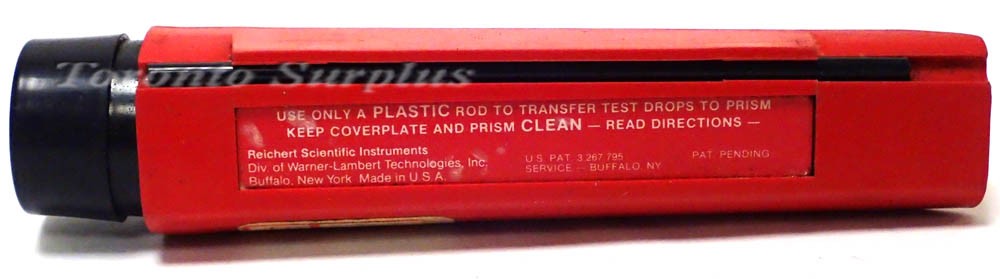 Toronto Surplus
USE ONLY A PLASTIC ROD TO TRANSFER TEST DROPS TO PRISM
KEEP COVERPLATE AND PRISM CLEAN — READ DIRECTIONS —
Reichert Scientific Instruments
Div. of Warner-Lambert Technologies, Inc.
Buffalo, New York Made in U.S.A.
U.S. PAT. 3,267,795
SERVICE — BUFFALO, NY
PAT. PENDING